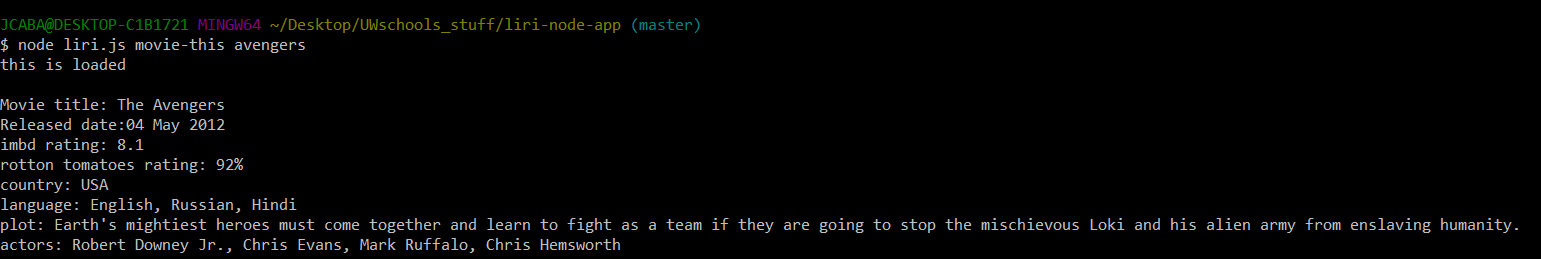 JCABA@DESKTOP-C1B1721 MINGW64 ~/Desktop/UWschools_stuff/liri-node-app (master)
$ node liri.js movie-this avengers
this is loaded
Movie title: The Avengers
Released date:04 May 2012
imbd rating: 8.1
rotton tomatoes rating: 92%
country: USA
language: English, Russian, Hindi
plot: Earth's mightiest heroes must come together and learn to fight as a team if they are going to stop the mischievous Loki and his alien army from enslaving humanity.
actors: Robert Downey Jr., Chris Evans, Mark Ruffalo, Chris Hemsworth